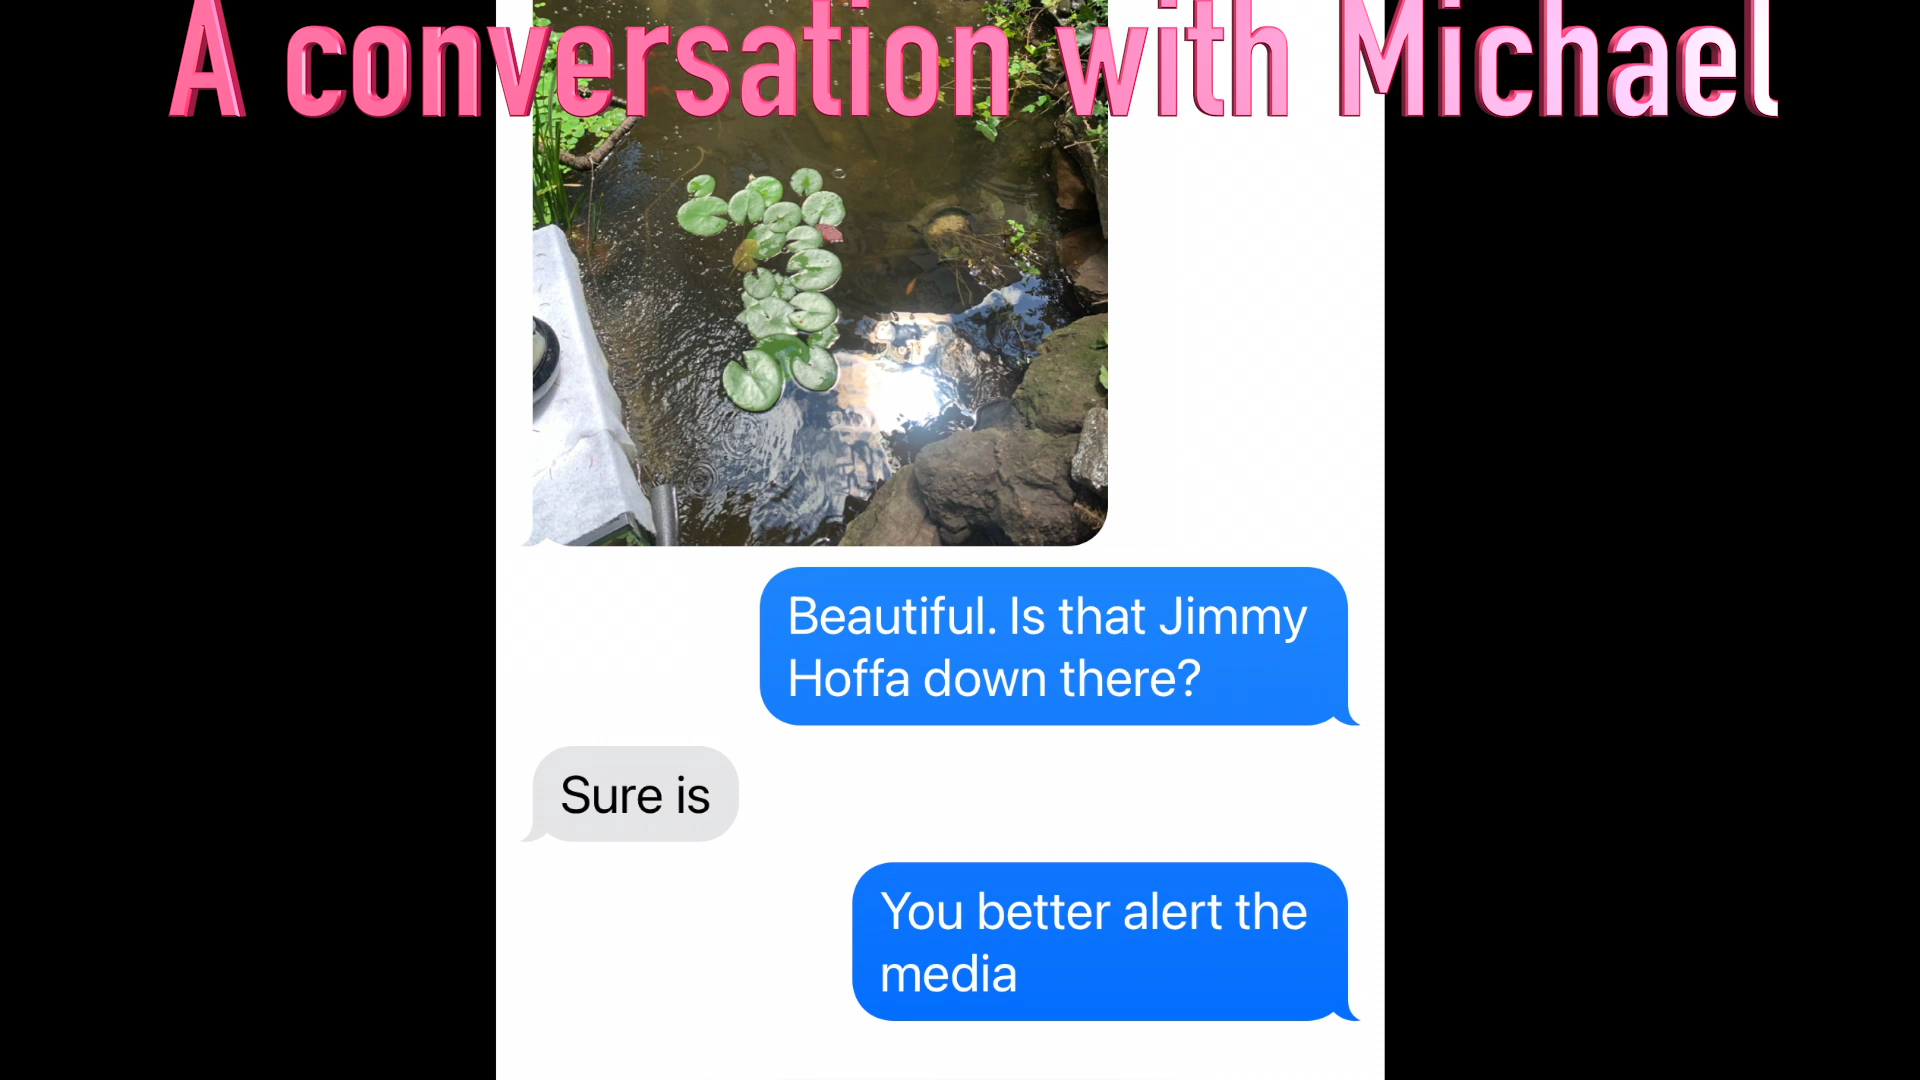 A conversation with Michael
Beautiful. Is that Jimmy
Hoffa down there?
Sure is
You better alert the
media